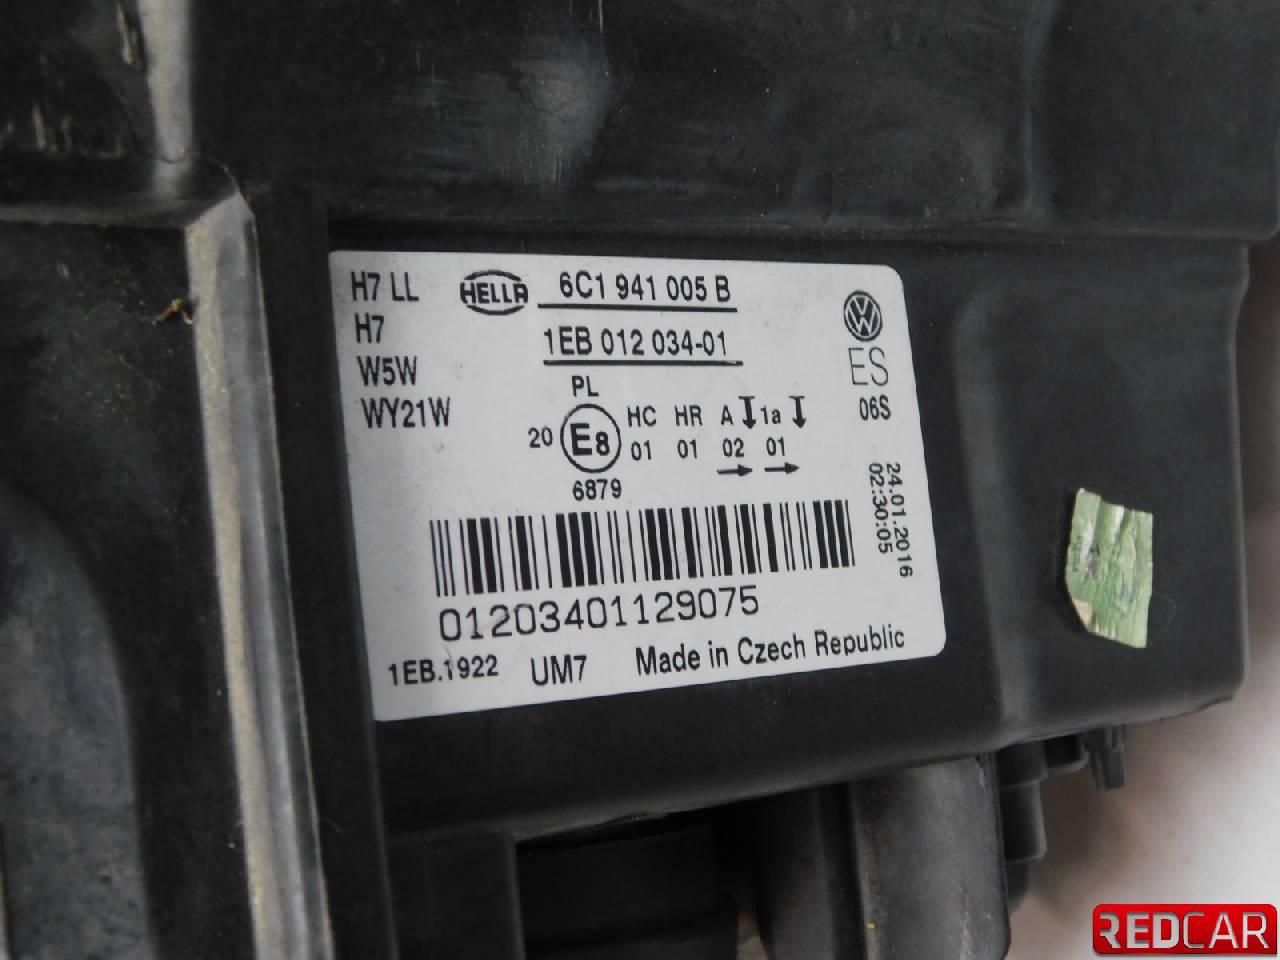 H7 LL
H7
W5W
WY21W
HELLA
6C1 941 005 B
1EB 012 034-01
PL
20 E8 HC HR A 1a
01 01 02 01
6879
VW
ES
06S
24.01.2016
02:30:05
01203401129075
1EB.1922 UM7 Made in Czech Republic
REDCAR